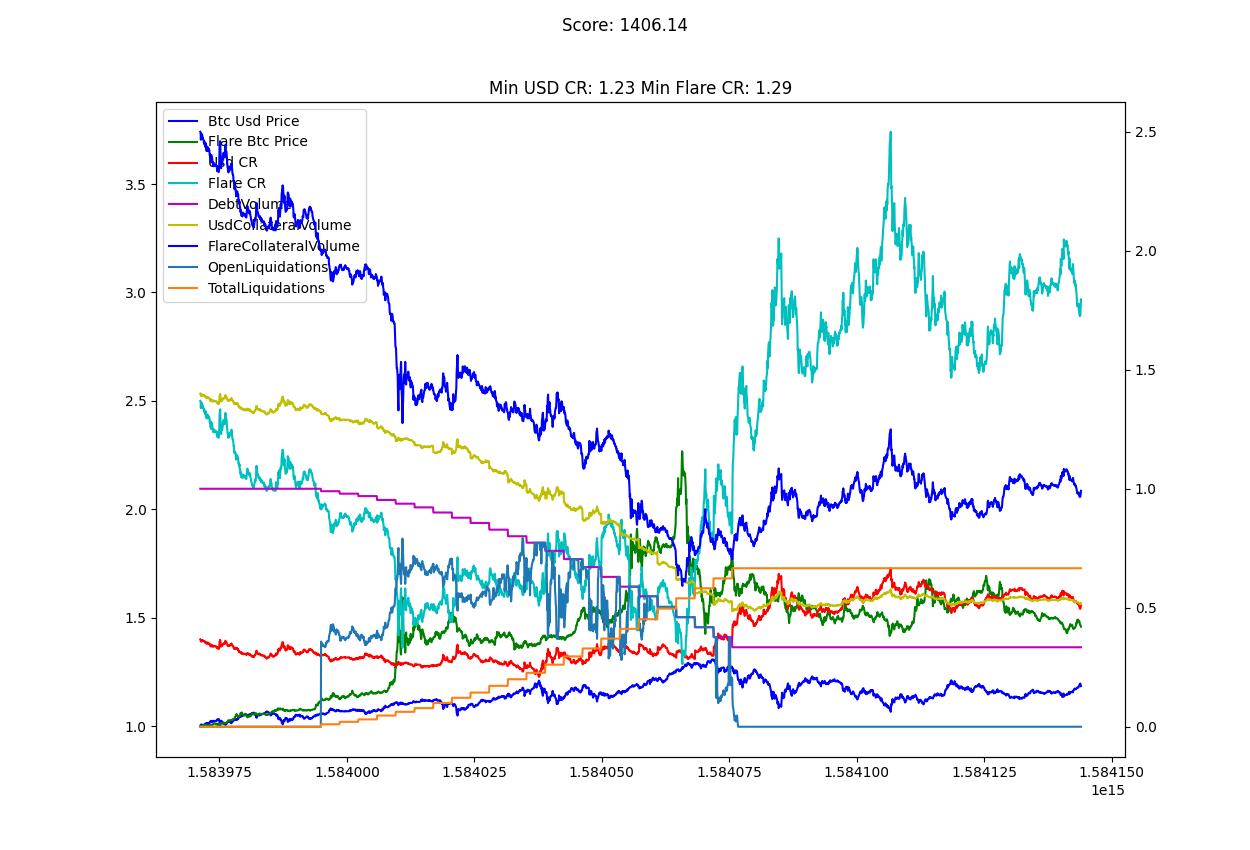 Score: 1406.14
Min USD CR: 1.23 Min Flare CR: 1.29
Btc Usd Price
Flare Btc Price
Usd CR
Flare CR
DebtVolume
UsdCollateralVolume
FlareCollateralVolume
OpenLiquidations
TotalLiquidations
3.5
3.0
2.5
2.0
1.5
1.0
2.5
2.0
1.5
1.0
0.5
0.0
1.583975 1.584000 1.584025 1.584050 1.584075 1.584100 1.584125 1.584150
1e15